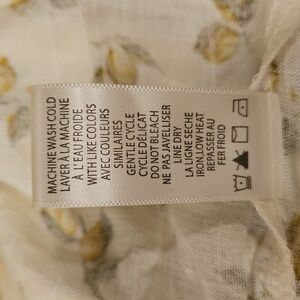 MACHINE WASH COLD
LAVER À LA MACHINE
À L'EAU FROIDE
WITH LIKE COLORS
AVEC COULEURS
SIMILAIRES
GENTLE CYCLE
CYCLE DÉLICAT
DO NOT BLEACH
NE PAS JAVELLISER
LINE DRY
LA LIGNE SECHE
IRON LOW HEAT
REPASSER AU
FER FROID